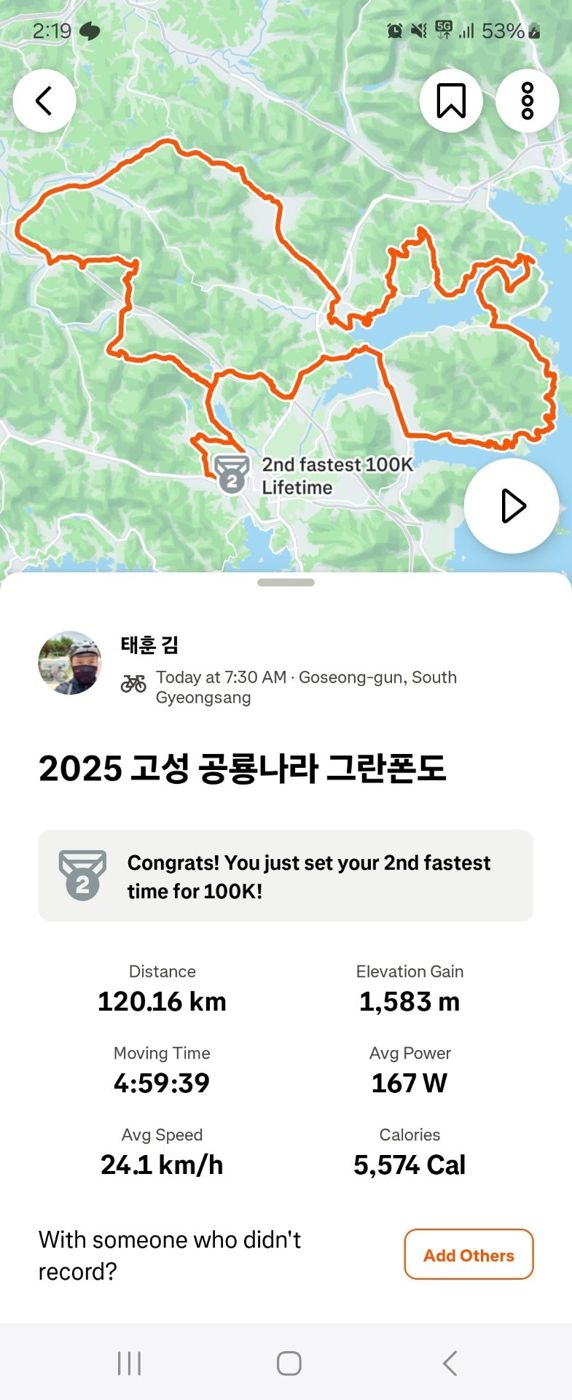 2:19
5G
53%
2nd fastest 100K
Lifetime
2
태훈 김
Today at 7:30 AM · Goseong-gun, South
Gyeongsang
2025 고성 공룡나라 그란폰도
2
Congrats! You just set your 2nd fastest
time for 100K!
Distance
Elevation Gain
120.16 km
1,583 m
Moving Time
Avg Power
4:59:39
167 W
Avg Speed
Calories
24.1 km/h
5,574 Cal
With someone who didn't
record?
Add Others